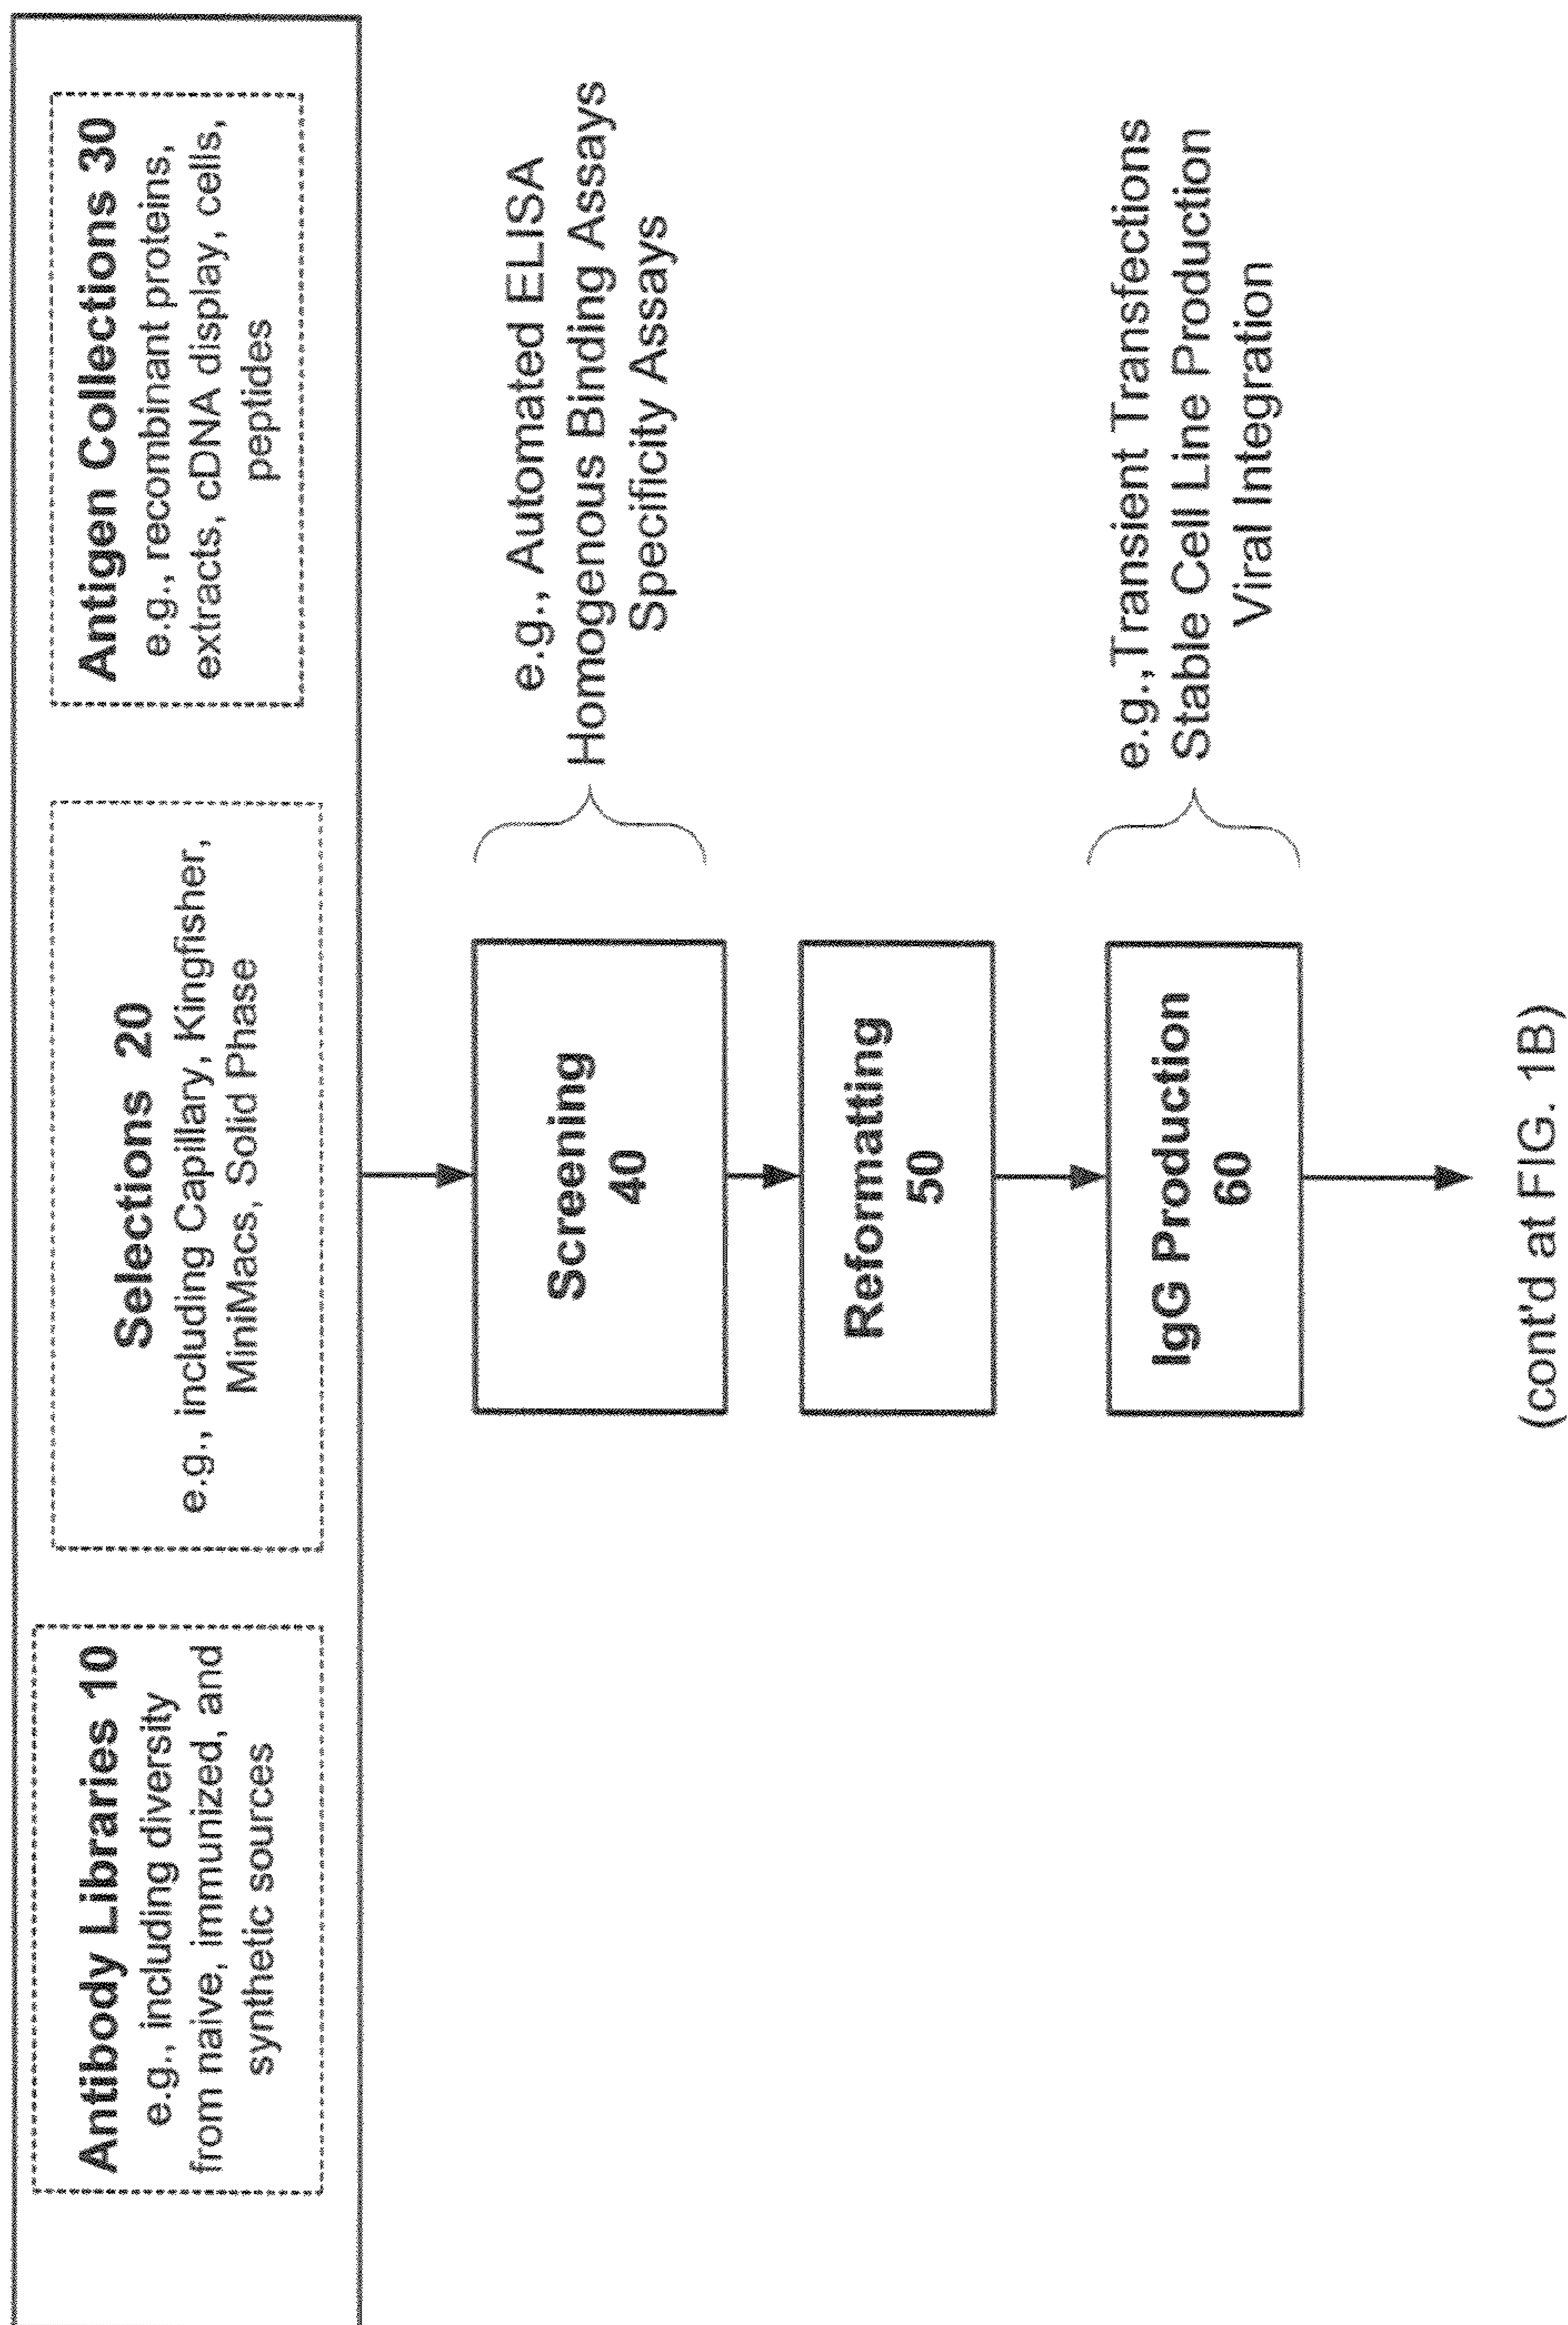 Antibody Libraries 10
e.g., including diversity
from naive, immunized, and
synthetic sources
Selections 20
e.g., including Capillary, Kingfisher,
MiniMacs, Solid Phase
Antigen Collections 30
e.g., recombinant proteins,
extracts, cDNA display, cells,
peptides
Screening
40
e.g., Automated ELISA
Homogenous Binding Assays
Specificity Assays
Reformatting
50
IgG Production
60
e.g.,Transient Transfections
Stable Cell Line Production
Viral Integration
(cont'd at FIG. 1B)